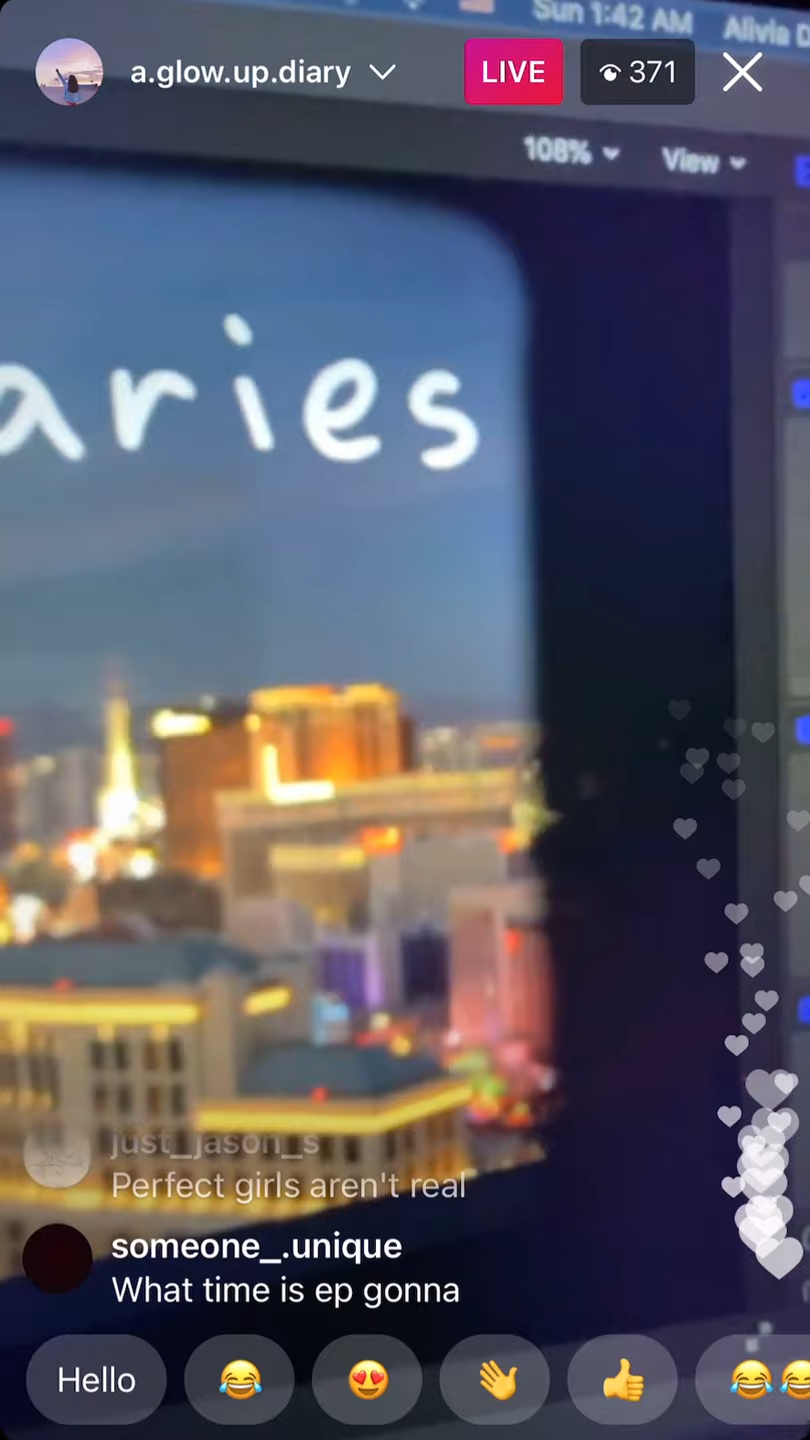 Sun 1:42 AM Alivia D
a.glow.up.diary LIVE 371
108% View
aries
just_jason_s
Perfect girls aren't real
someone_.unique
What time is ep gonna
Hello